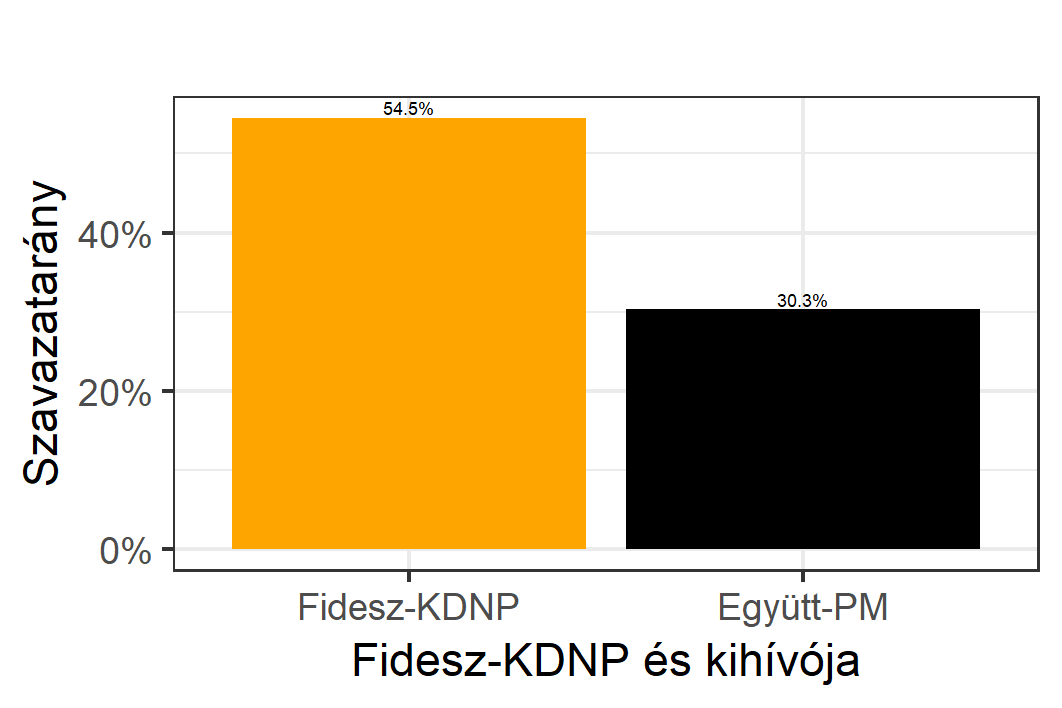 54.5%
30.3%
Szavazatarány
40%
20%
0%
Fidesz-KDNP
Együtt-PM
Fidesz-KDNP és kihívója